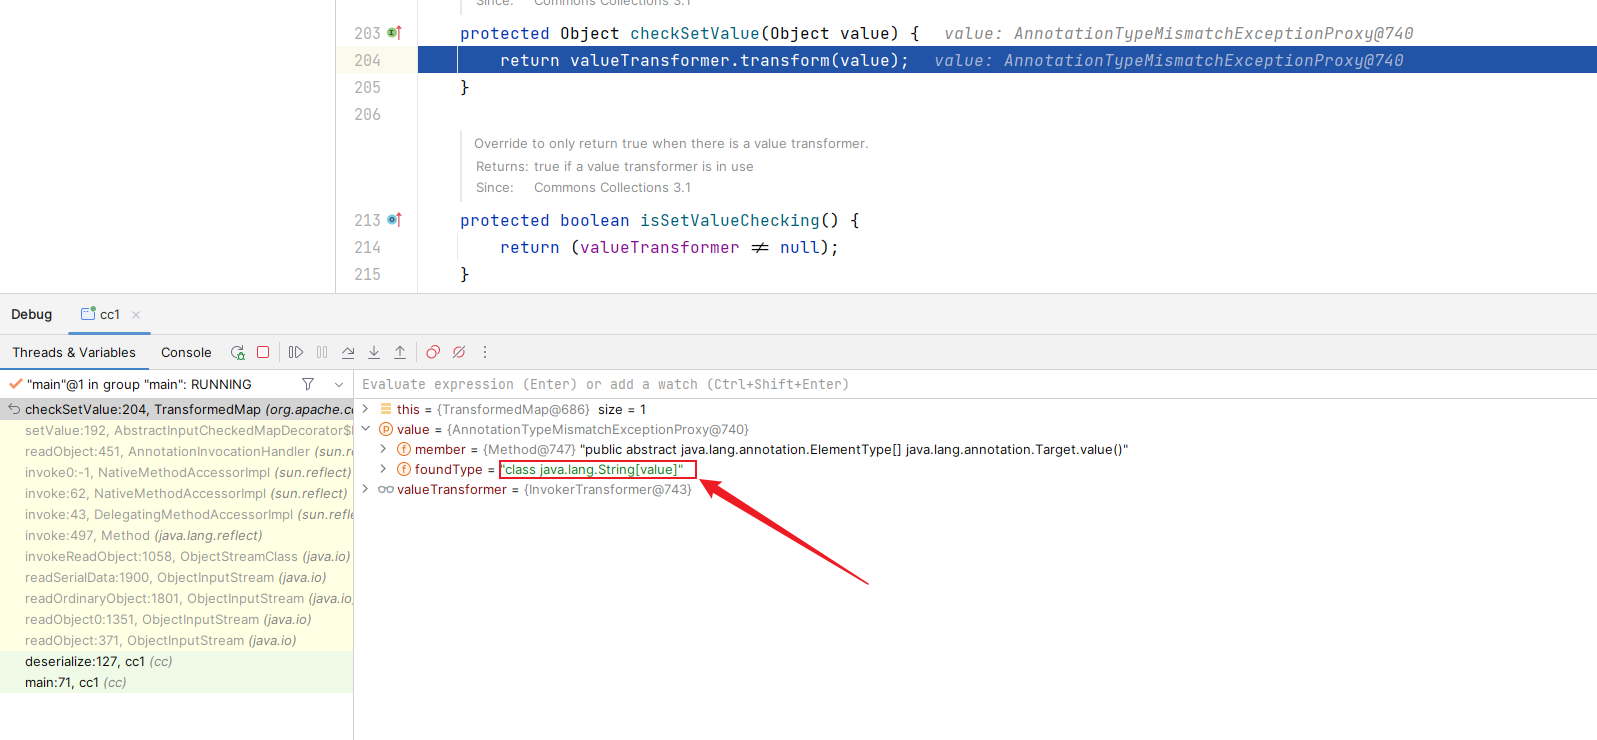 Since: Commons Collections 3.1
203 protected Object checkSetValue(Object value) { value: AnnotationTypeMismatchExceptionProxy@740
204 return valueTransformer.transform(value); value: AnnotationTypeMismatchExceptionProxy@740
205 }
206
Override to only return true when there is a value transformer.
Returns: true if a value transformer is in use
Since: Commons Collections 3.1
213 protected boolean isSetValueChecking() {
214 return (valueTransformer ≠ null);
215 }
Debug cc1
Threads & Variables Console
"main"@1 in group "main": RUNNING
Evaluate expression (Enter) or add a watch (Ctrl+Shift+Enter)
checkSetValue:204, TransformedMap (org.apache.co
setValue:192, AbstractInputCheckedMapDecorator$
readObject:451, AnnotationInvocationHandler (sun.re
invoke0:-1, NativeMethodAccessorImpl (sun.reflect)
invoke:62, NativeMethodAccessorImpl (sun.reflect)
invoke:43, DelegatingMethodAccessorImpl (sun.refle
invoke:497, Method (java.lang.reflect)
invokeReadObject:1058, ObjectStreamClass (java.io)
readSerialData:1900, ObjectInputStream (java.io)
readOrdinaryObject:1801, ObjectInputStream (java.io)
readObject0:1351, ObjectInputStream (java.io)
readObject:371, ObjectInputStream (java.io)
deserialize:127, cc1 (cc)
main:71, cc1 (cc)
this = {TransformedMap@686} size = 1
value = {AnnotationTypeMismatchExceptionProxy@740}
member = {Method@747} "public abstract java.lang.annotation.ElementType[] java.lang.annotation.Target.value()"
foundType = "class java.lang.String[value]"
valueTransformer = {InvokerTransformer@743}